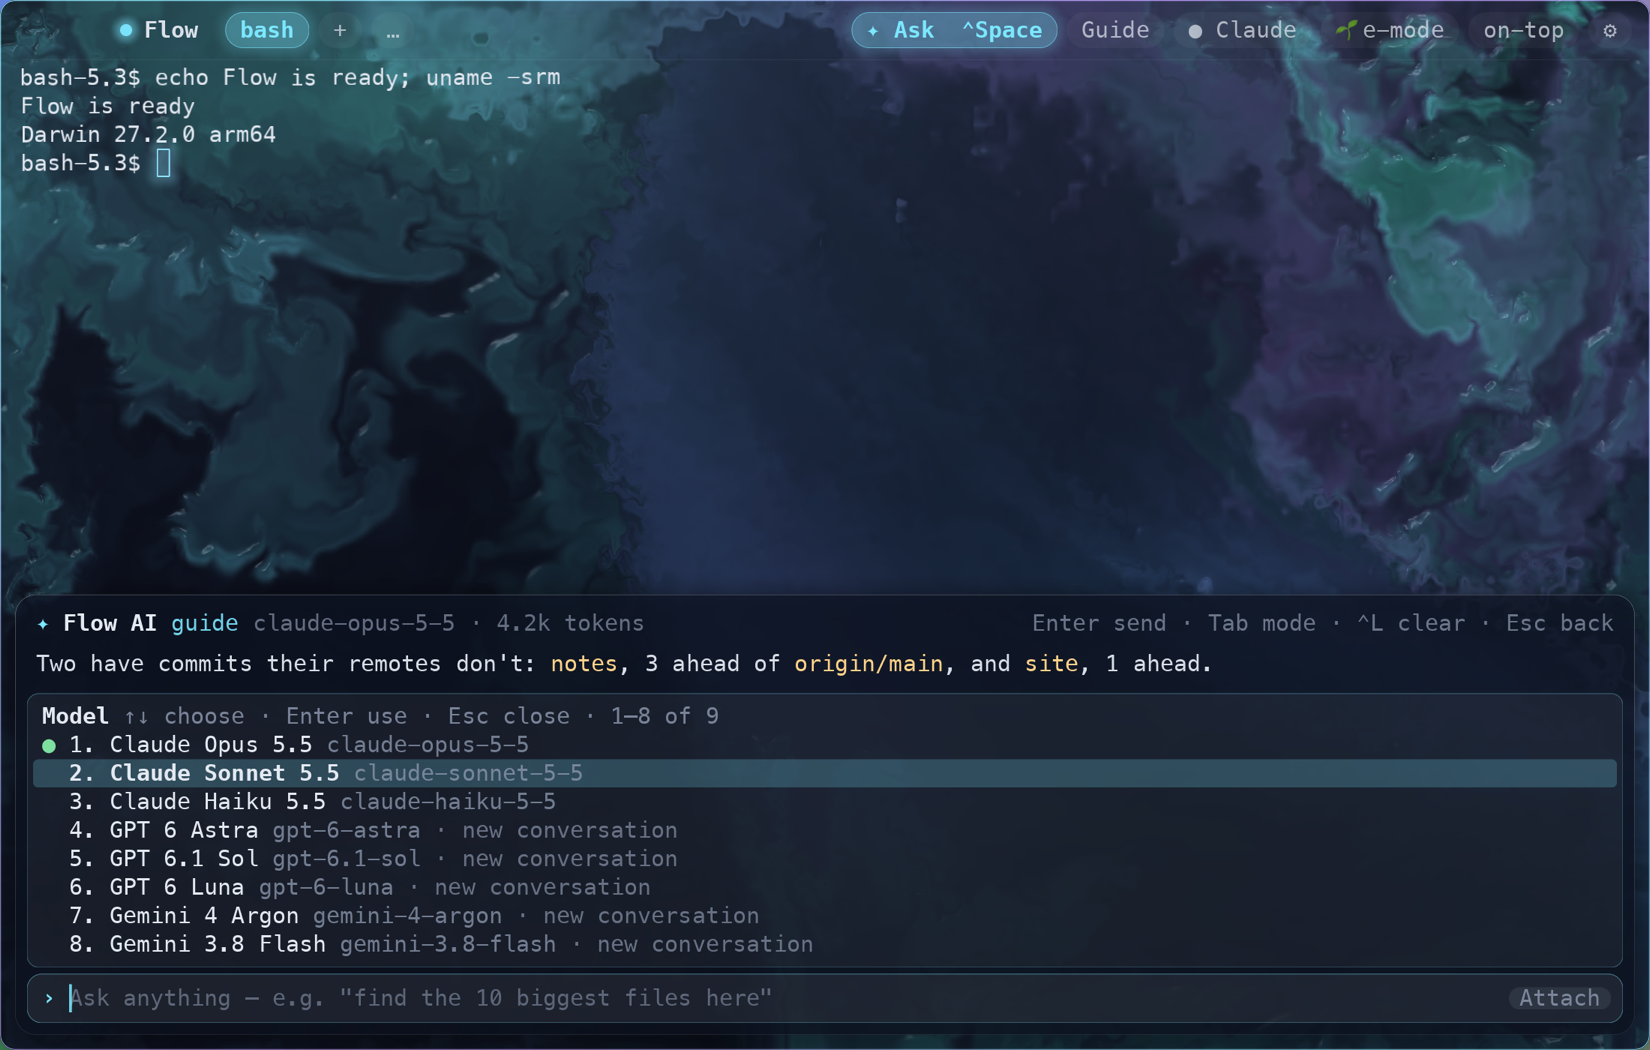 ● Flow bash + … ✦ Ask ^Space Guide ● Claude 🌱e-mode on-top ⚙
bash-5.3$ echo Flow is ready; uname -srm
Flow is ready
Darwin 27.2.0 arm64
bash-5.3$
✦ Flow AI guide claude-opus-5-5 · 4.2k tokens Enter send · Tab mode · ^L clear · Esc back
Two have commits their remotes don't: notes, 3 ahead of origin/main, and site, 1 ahead.
Model ↑↓ choose · Enter use · Esc close · 1–8 of 9
● 1. Claude Opus 5.5 claude-opus-5-5
2. Claude Sonnet 5.5 claude-sonnet-5-5
3. Claude Haiku 5.5 claude-haiku-5-5
4. GPT 6 Astra gpt-6-astra · new conversation
5. GPT 6.1 Sol gpt-6.1-sol · new conversation
6. GPT 6 Luna gpt-6-luna · new conversation
7. Gemini 4 Argon gemini-4-argon · new conversation
8. Gemini 3.8 Flash gemini-3.8-flash · new conversation
› Ask anything — e.g. "find the 10 biggest files here" Attach